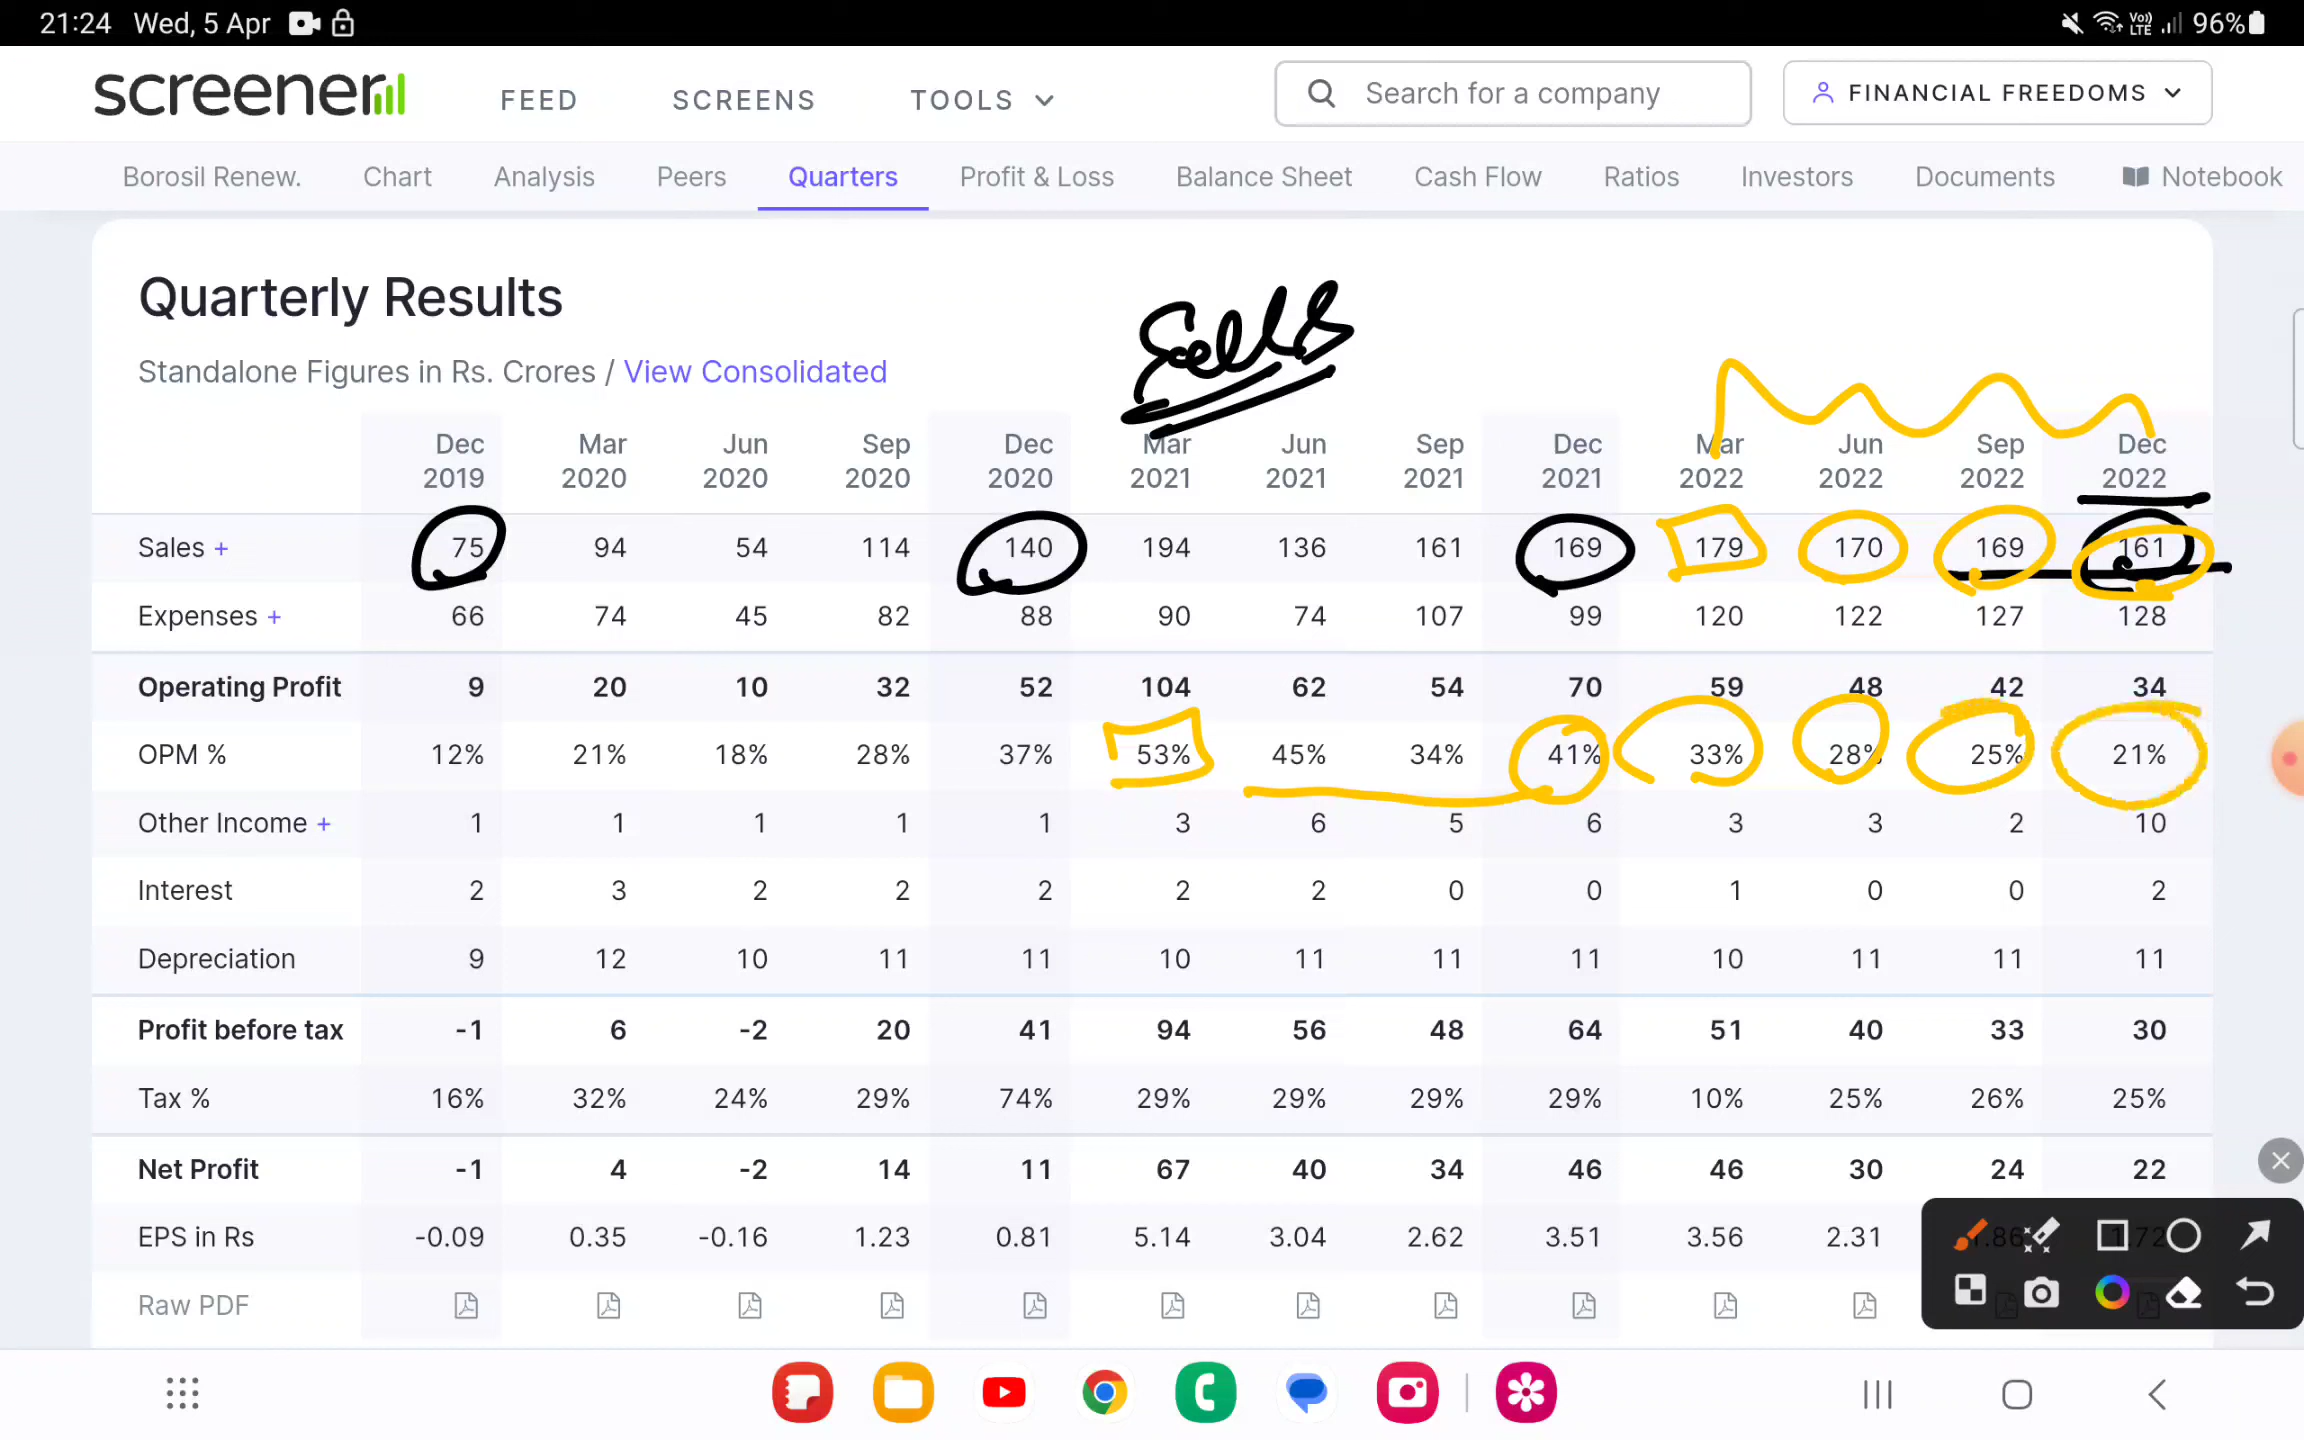 21:24 Wed, 5 Apr
Vo)) LTE 96%
screener
FEED SCREENS TOOLS
Search for a company
FINANCIAL FREEDOMS
Borosil Renew. Chart Analysis Peers Quarters Profit & Loss Balance Sheet Cash Flow Ratios Investors Documents Notebook
Quarterly Results
Standalone Figures in Rs. Crores / View Consolidated
Dec 2019 Mar 2020 Jun 2020 Sep 2020 Dec 2020 Mar 2021 Jun 2021 Sep 2021 Dec 2021 Mar 2022 Jun 2022 Sep 2022 Dec 2022
Sales + 75 94 54 114 140 194 136 161 169 179 170 169 161
Expenses + 66 74 45 82 88 90 74 107 99 120 122 127 128
Operating Profit 9 20 10 32 52 104 62 54 70 59 48 42 34
OPM % 12% 21% 18% 28% 37% 53% 45% 34% 41% 33% 28% 25% 21%
Other Income + 1 1 1 1 1 3 6 5 6 3 3 2 10
Interest 2 3 2 2 2 2 2 0 0 1 0 0 2
Depreciation 9 12 10 11 11 10 11 11 11 10 11 11 11
Profit before tax -1 6 -2 20 41 94 56 48 64 51 40 33 30
Tax % 16% 32% 24% 29% 74% 29% 29% 29% 29% 10% 25% 26% 25%
Net Profit -1 4 -2 14 11 67 40 34 46 46 30 24 22
EPS in Rs -0.09 0.35 -0.16 1.23 0.81 5.14 3.04 2.62 3.51 3.56 2.31
Raw PDF